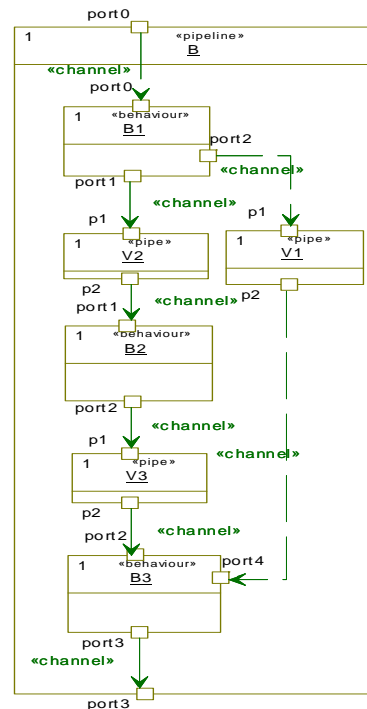 port0
1 «pipeline»
B
«channel»
port0
1 «behaviour»
B1
port2
«channel»
port1
«channel»
p1
p1
1 «pipe»
V2
1 «pipe»
V1
p2
p2
port1
«channel»
1 «behaviour»
B2
port2
«channel»
p1
«channel»
1 «pipe»
V3
p2
«channel»
port2
port4
1 «behaviour»
B3
port3
«channel»
port3